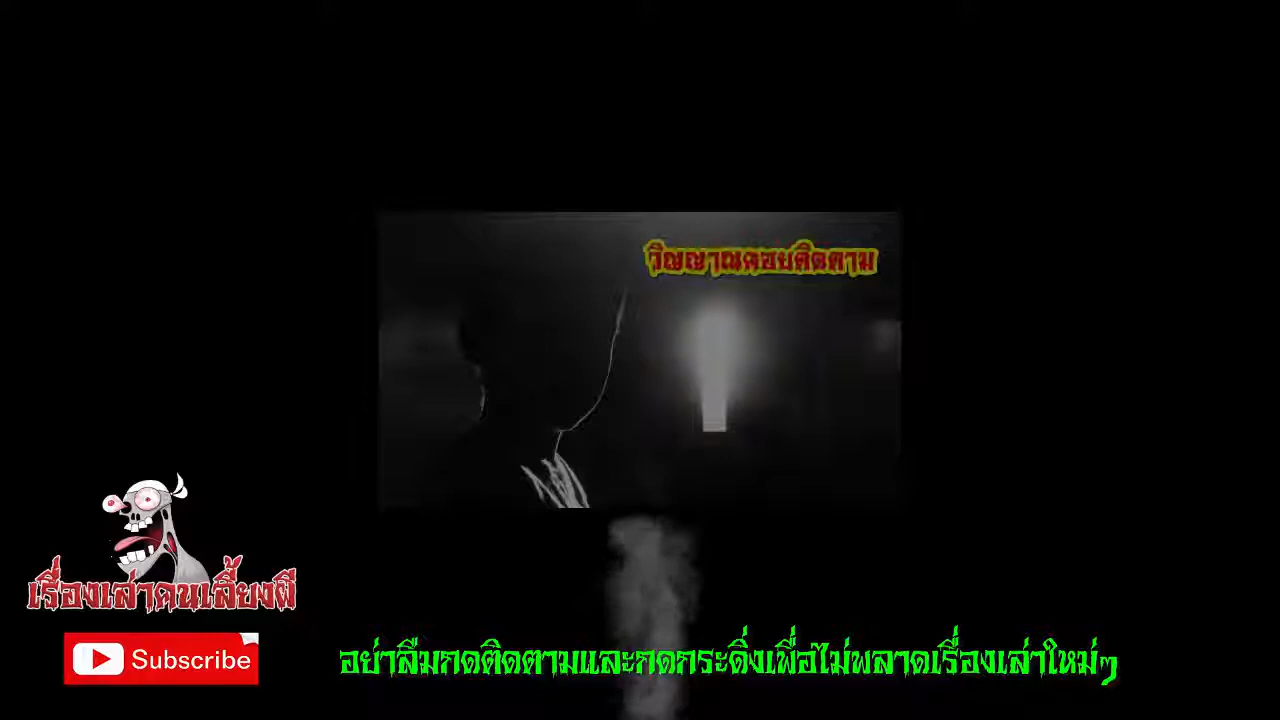 วิญญาณคอยติดตาม
เรื่องเล่าคนเลี้ยงผี
Subscribe
อย่าลืมกดติดตามและกดกระดิ่งเพื่อไม่พลาดเรื่องเล่าใหม่ๆ